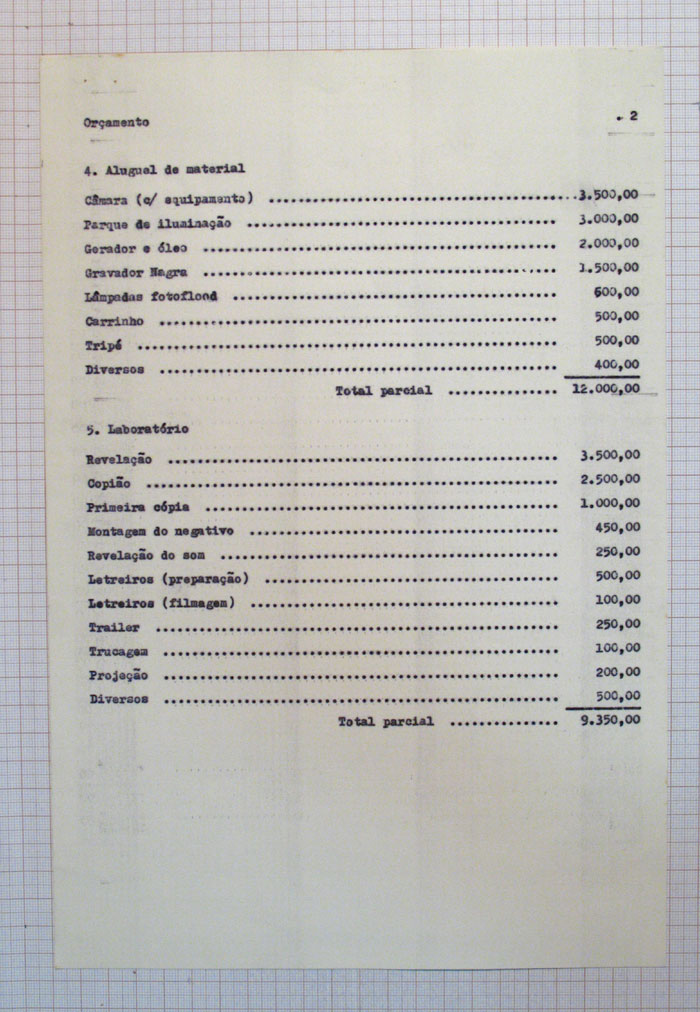 Orçamento . 2
4. Aluguel de material
Câmara (c/ equipamento) ........................................ 3.500,00
Parque de iluminação ........................................ 3.000,00
Gerador e óleo ........................................ 2.000,00
Gravador Nagra ........................................ 1.500,00
Lâmpadas fotoflood ........................................ 600,00
Carrinho ........................................ 500,00
Tripé ........................................ 500,00
Diversos ........................................ 400,00
Total parcial ............... 12.000,00
5. Laboratório
Revelação ........................................ 3.500,00
Copião ........................................ 2.500,00
Primeira cópia ........................................ 1.000,00
Montagem do negativo ........................................ 450,00
Revelação do som ........................................ 250,00
Letreiros (preparação) ........................................ 500,00
Letreiros (filmagem) ........................................ 100,00
Trailer ........................................ 250,00
Trucagem ........................................ 100,00
Projeção ........................................ 200,00
Diversos ........................................ 500,00
Total parcial ............... 9.350,00